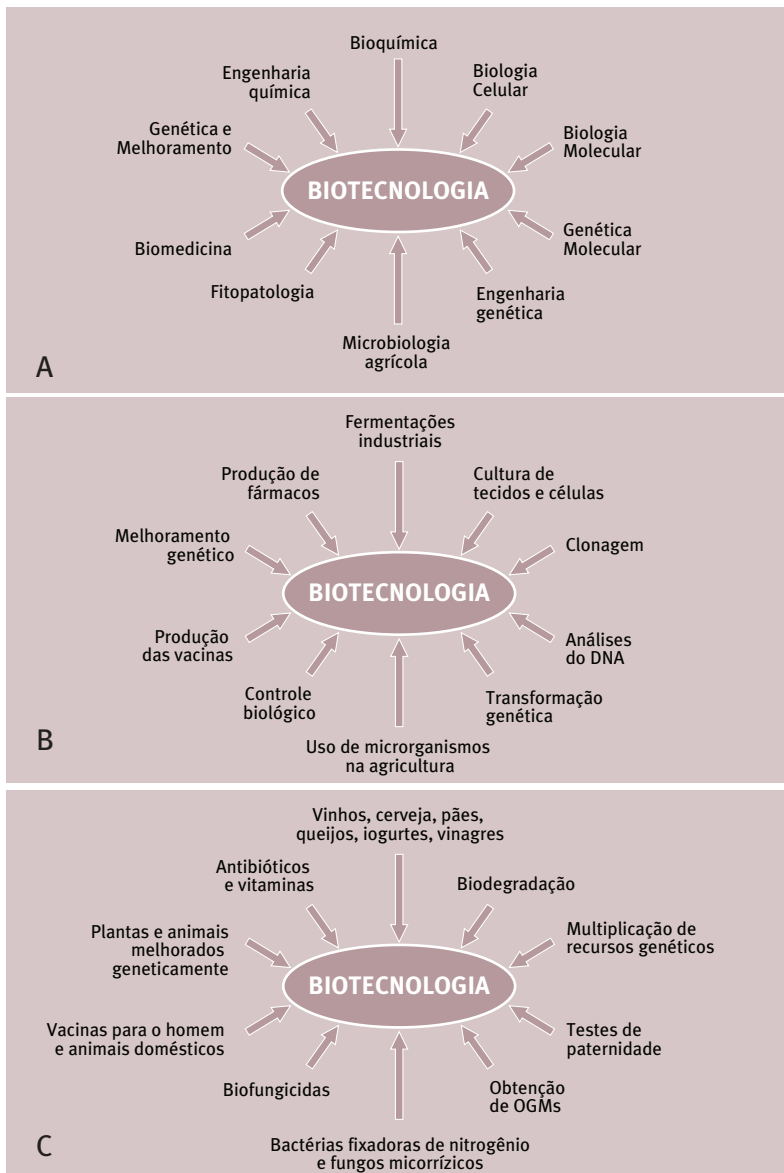 Bioquímica
Engenharia
química
Biologia
Celular
Genética e
Melhoramento
Biologia
Molecular
BIOTECNOLOGIA
Biomedicina
Genética
Molecular
Fitopatologia
Engenharia
genética
Microbiologia
agrícola
A
Fermentações
industriais
Produção de
fármacos
Cultura de
tecidos e células
Melhoramento
genético
Clonagem
BIOTECNOLOGIA
Produção
das vacinas
Análises
do DNA
Controle
biológico
Transformação
genética
Uso de microrganismos
na agricultura
B
Vinhos, cerveja, pães,
queijos, iogurtes, vinagres
Antibióticos
e vitaminas
Biodegradação
Plantas e animais
melhorados
geneticamente
Multiplicação de
recursos genéticos
BIOTECNOLOGIA
Vacinas para o homem
e animais domésticos
Testes de
paternidade
Biofungicidas
Obtenção
de OGMs
Bactérias fixadoras de nitrogênio
e fungos micorrízicos
C